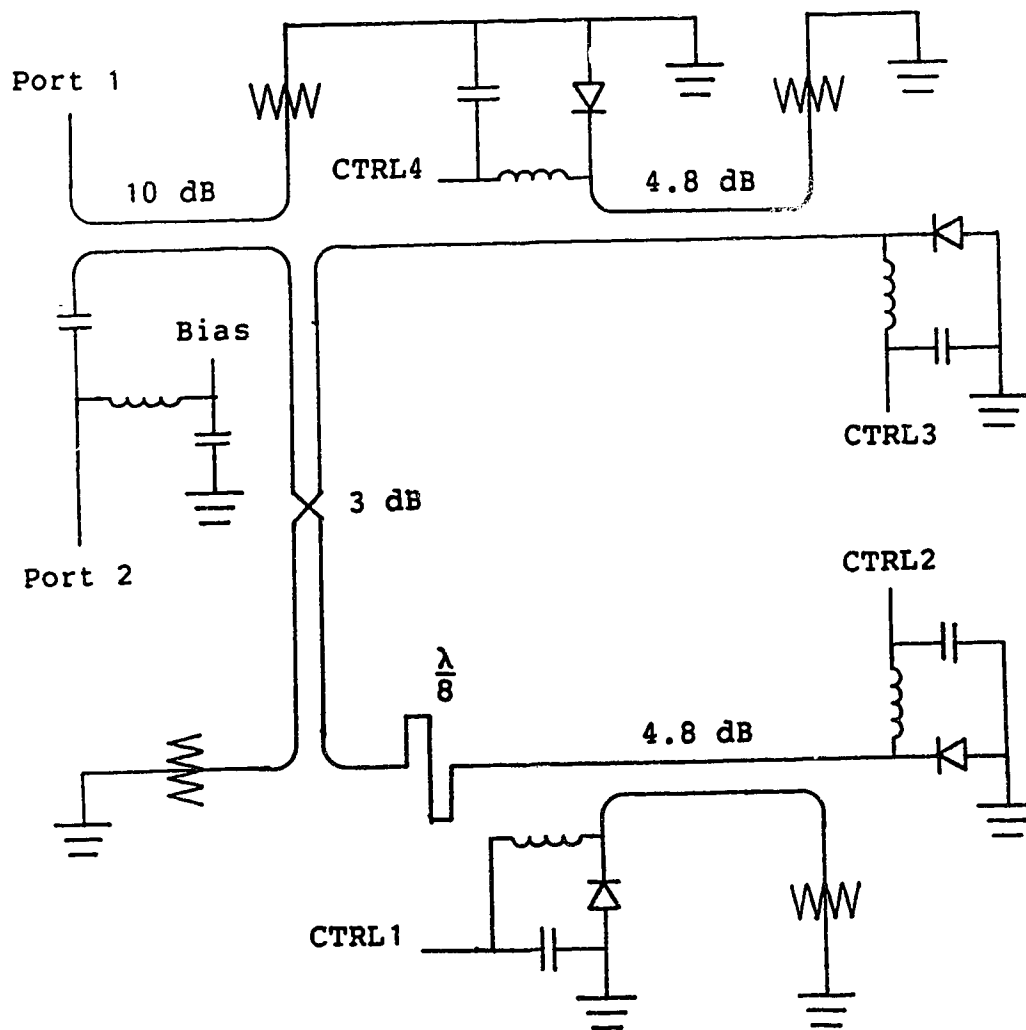 Port 1
10 dB
CTRL4
4.8 dB
Bias
CTRL3
3 dB
Port 2
CTRL2
λ
8
4.8 dB
CTRL1